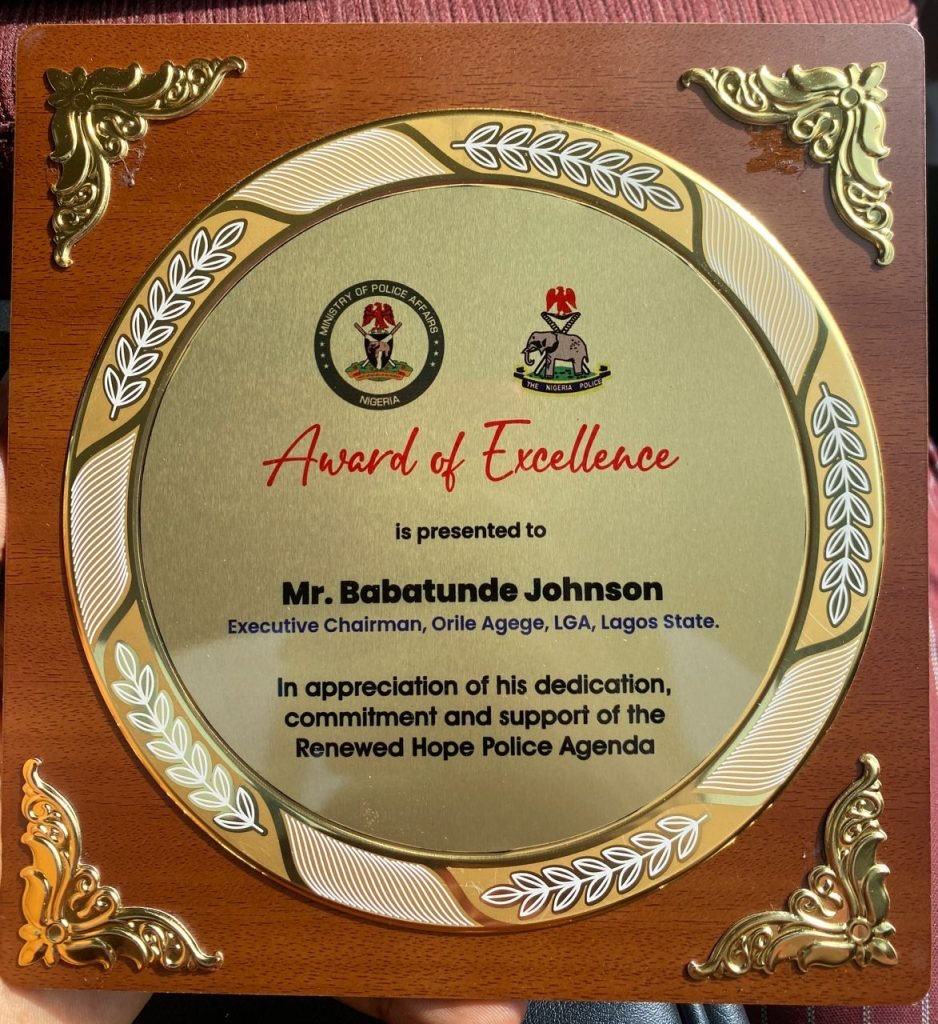 MINISTRY OF POLICE AFFAIRS
NIGERIA
THE NIGERIA POLICE
Award of Excellence
is presented to
Mr. Babatunde Johnson
Executive Chairman, Orile Agege, LGA, Lagos State.
In appreciation of his dedication,
commitment and support of the
Renewed Hope Police Agenda